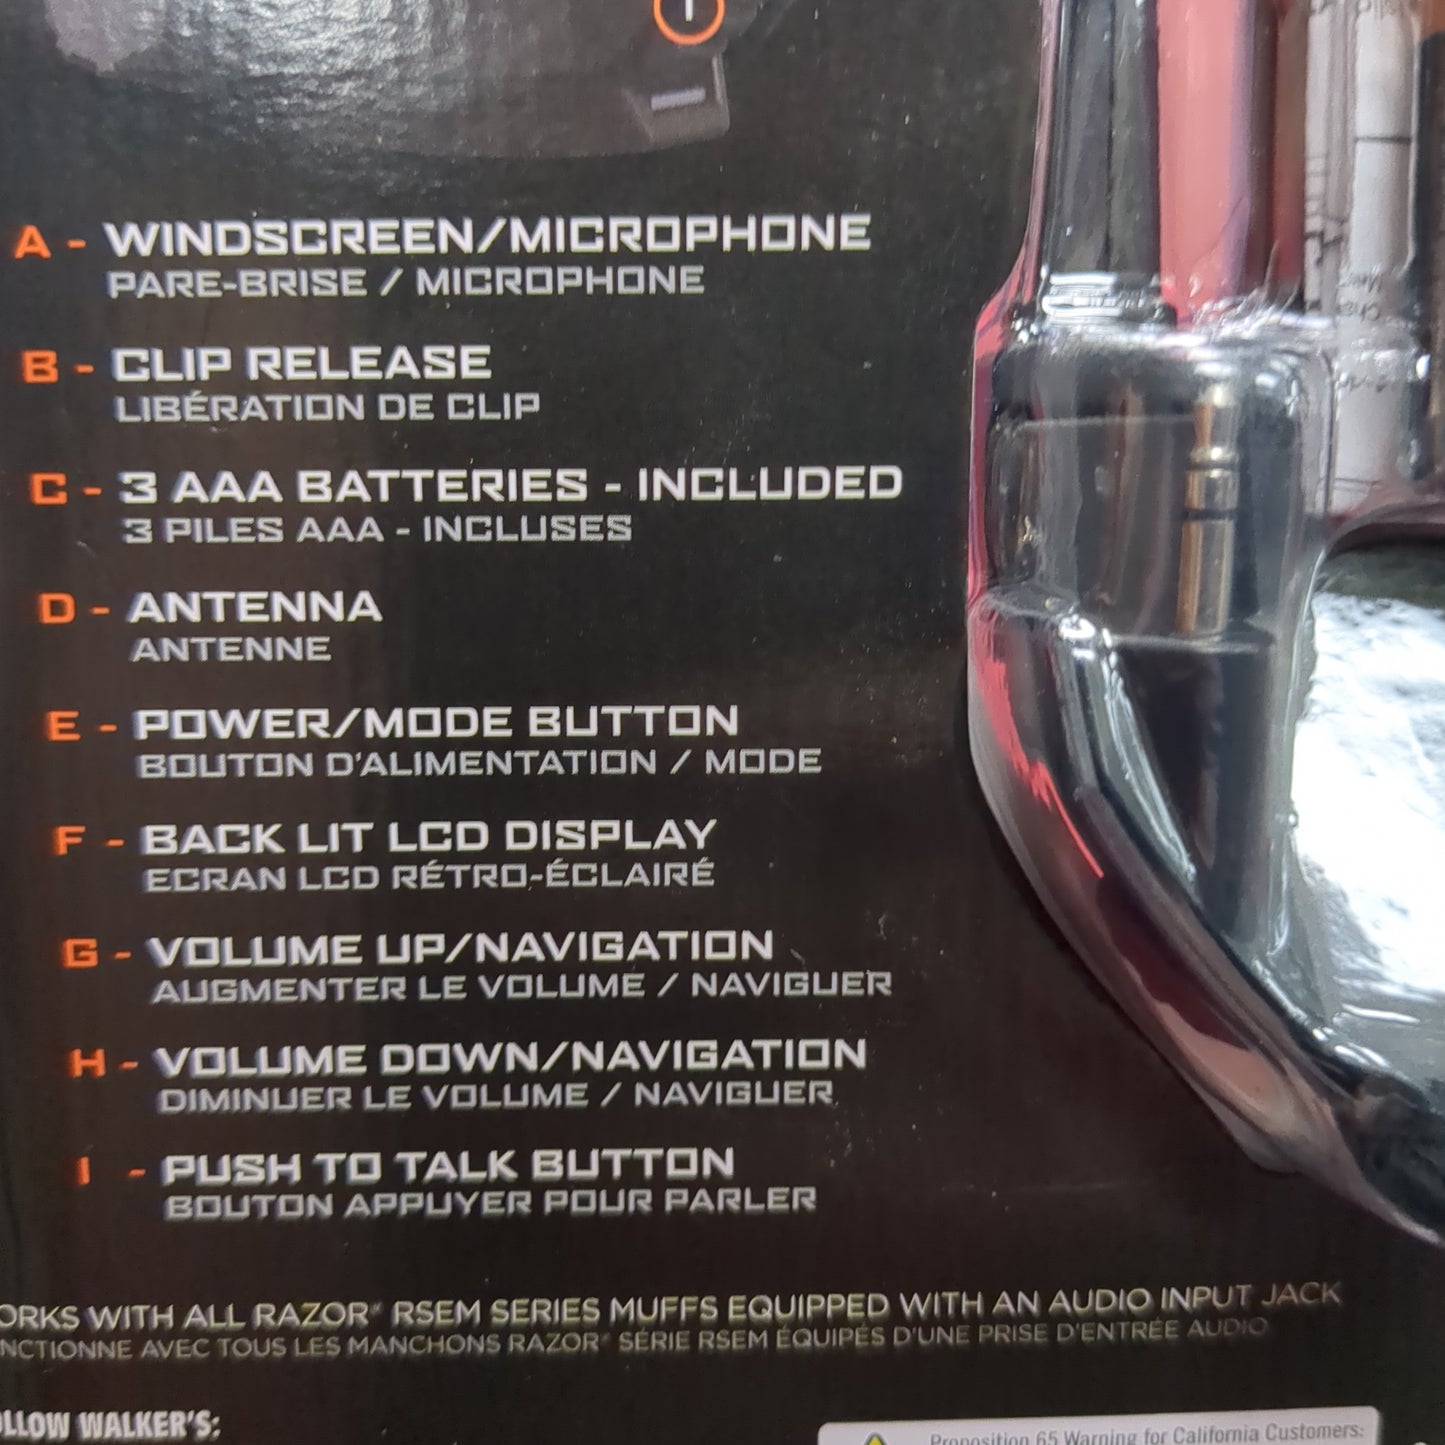 I
A - WINDSCREEN/MICROPHONE
PARE-BRISE / MICROPHONE
B - CLIP RELEASE
LIBÉRATION DE CLIP
C - 3 AAA BATTERIES - INCLUDED
3 PILES AAA - INCLUSES
D - ANTENNA
ANTENNE
E - POWER/MODE BUTTON
BOUTON D'ALIMENTATION / MODE
F - BACK LIT LCD DISPLAY
ECRAN LCD RÉTRO-ÉCLAIRÉ
G - VOLUME UP/NAVIGATION
AUGMENTER LE VOLUME / NAVIGUER
H - VOLUME DOWN/NAVIGATION
DIMINUER LE VOLUME / NAVIGUER
I - PUSH TO TALK BUTTON
BOUTON APPUYER POUR PARLER
ORKS WITH ALL RAZOR® RSEM SERIES MUFFS EQUIPPED WITH AN AUDIO INPUT JACK
NCTIONNE AVEC TOUS LES MANCHONS RAZOR® SÉRIE RSEM ÉQUIPÉS D'UNE PRISE D'ENTRÉE AUDIO
LLOW WALKER'S:
Proposition 65 Warning for California Customers: